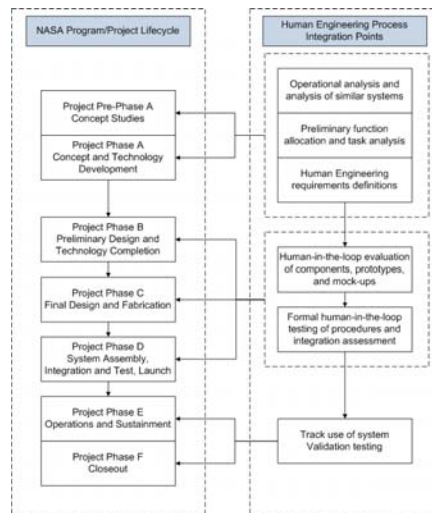 NASA Program/Project Lifecycle
Project Pre-Phase A
Concept Studies
Project Phase A
Concept and Technology
Development
Project Phase B
Preliminary Design and
Technology Completion
Project Phase C
Final Design and Fabrication
Project Phase D
System Assembly,
Integration and Test, Launch
Project Phase E
Operations and Sustainment
Project Phase F
Closeout
Human Engineering Process
Integration Points
Operational analysis and
analysis of similar systems
Preliminary function
allocation and task analysis
Human Engineering
requirements definitions
Human-in-the-loop evaluation
of components, prototypes,
and mock-ups
Formal human-in-the-loop
testing of procedures and
integration assessment
Track use of system
Validation testing